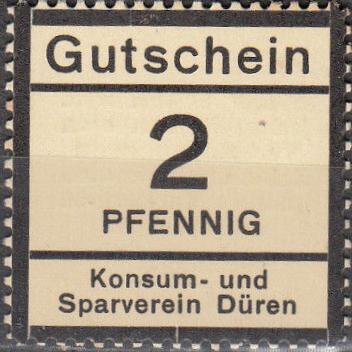 Gutschein
2
PFENNIG
Konsum- und
Sparverein Düren